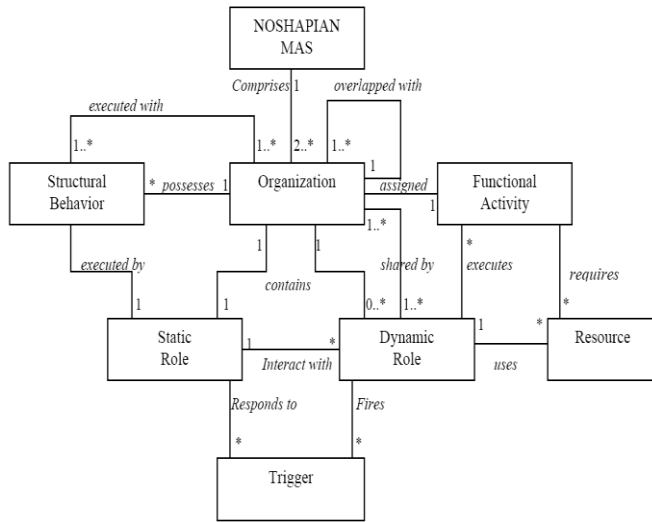 NOSHAPIAN
MAS
Comprises 1 overlapped with
executed with
1..* 1..* 2..* 1..*
1
Structural
Behavior
* possesses 1
Organization
assigned
1
Functional
Activity
1..*
executed by
1 1
contains
shared by
*
executes
requires
1 1 0..* 1..* *
Static
Role
1 *
Interact with
Dynamic
Role
1 *
uses
Resource
Responds to Fires
* *
Trigger